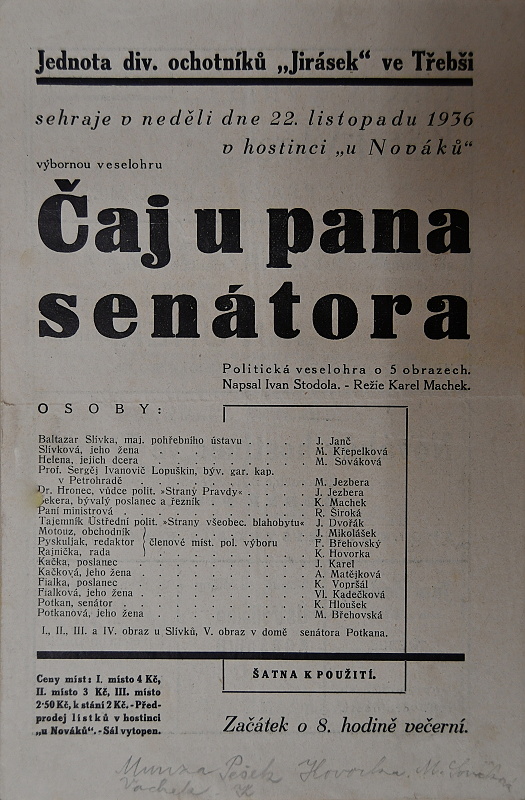 Jednota div. ochotníků „Jirásek“ ve Třebši
sehraje v neděli dne 22. listopadu 1936
v hostinci „u Nováků“
výbornou veselohru
Čaj u pana
senátora
Politická veselohra o 5 obrazech.
Napsal Ivan Stodola. - Režie Karel Machek.
OSOBY:
Baltazar Slivka, maj. pohřebního ústavu . . . . J. Janč
Slivková, jeho žena . . . . . . . . . M. Křepelková
Helena, jejich dcera . . . . . . . . . M. Sováková
Prof. Sergěj Ivanovič Lopuškin, býv. gar. kap.
v Petrohradě . . . . . . . . . M. Jezbera
Dr. Hronec, vůdce polit. »Strany Pravdy« . . . . J. Jezbera
Sekera, bývalý poslanec a řezník . . . . . . K. Machek
Paní ministrová . . . . . . . . . R. Široká
Tajemník Ústřední polit. »Strany všeobec. blahobytu« J. Dvořák
Motouz, obchodník . . . . . . . J. Mikolášek
Pyskuljak, redaktor členové míst. pol. výboru F. Břehovský
Rajnička, rada . . . . . . . . K. Hovorka
Kačka, poslanec . . . . . . . . . J. Karel
Kačková, jeho žena . . . . . . . . . A. Matějková
Fialka, poslanec . . . . . . . . . K. Vopršál
Fialková, jeho žena . . . . . . . . . Vl. Kadečková
Potkan, senátor . . . . . . . . . K. Hloušek
Potkanová, jeho žena . . . . . . . . . M. Břehovská
I., II., III. a IV. obraz u Slivků, V. obraz v domě senátora Potkana.
ŠATNA K POUŽITÍ.
Ceny míst: I. místo 4 Kč,
II. místo 3 Kč, III. místo
2·50 Kč, k stání 2 Kč. - Před-
prodej lístků v hostinci
„u Nováků“. - Sál vytopen.
Začátek o 8. hodině večerní.
Pešek Hovorka, M. Sováková